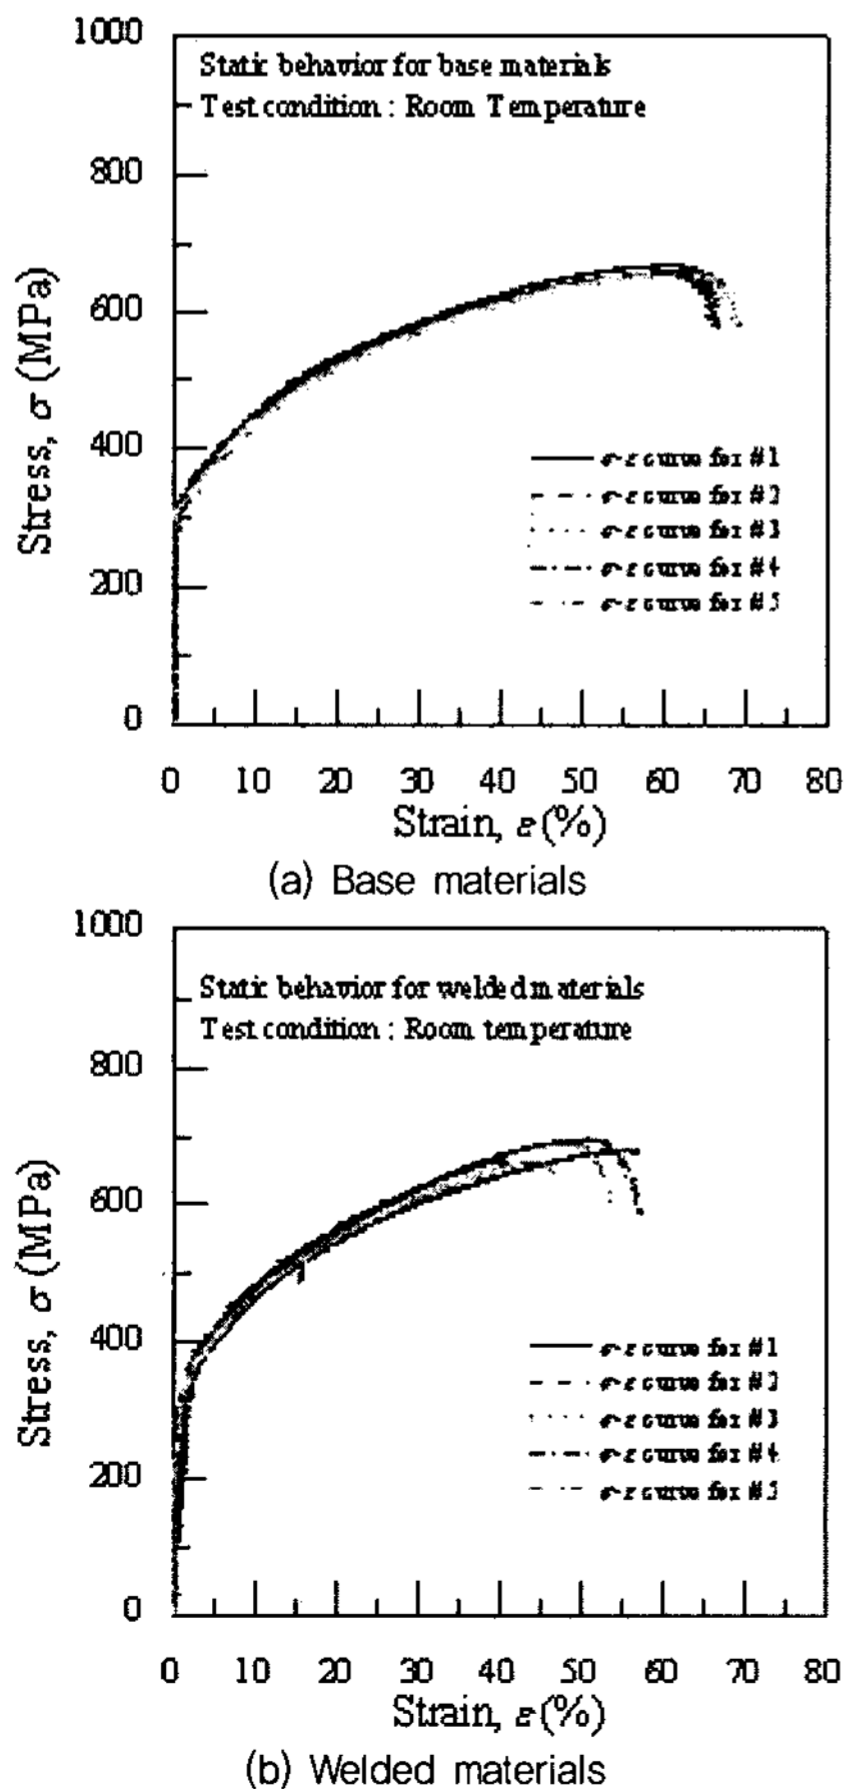 1000
Static behavior for base materials
Test condition : Room Temperature
800
600
400
200
0
Stress, σ (MPa)
σ-ε curve for #1
σ-ε curve for #2
σ-ε curve for #3
σ-ε curve for #4
σ-ε curve for #5
0 10 20 30 40 50 60 70 80
Strain, ε (%)
(a) Base materials
1000
Static behavior for welded materials
Test condition : Room temperature
800
600
400
200
0
Stress, σ (MPa)
σ-ε curve for #1
σ-ε curve for #2
σ-ε curve for #3
σ-ε curve for #4
σ-ε curve for #5
0 10 20 30 40 50 60 70 80
Strain, ε (%)
(b) Welded materials